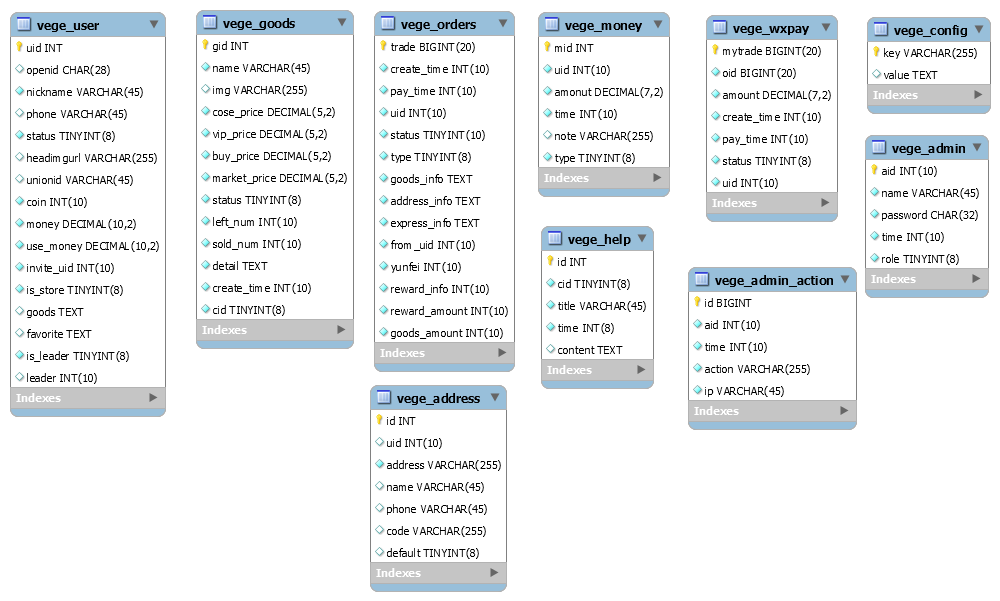 vege_user
uid INT
openid CHAR(28)
nickname VARCHAR(45)
phone VARCHAR(45)
status TINYINT(8)
headimgurl VARCHAR(255)
unionid VARCHAR(45)
coin INT(10)
money DECIMAL(10,2)
use_money DECIMAL(10,2)
invite_uid INT(10)
is_store TINYINT(8)
goods TEXT
favorite TEXT
is_leader TINYINT(8)
leader INT(10)
Indexes
vege_goods
gid INT
name VARCHAR(45)
img VARCHAR(255)
cose_price DECIMAL(5,2)
vip_price DECIMAL(5,2)
buy_price DECIMAL(5,2)
market_price DECIMAL(5,2)
status TINYINT(8)
left_num INT(10)
sold_num INT(10)
detail TEXT
create_time INT(10)
cid TINYINT(8)
Indexes
vege_orders
trade BIGINT(20)
create_time INT(10)
pay_time INT(10)
uid INT(10)
status TINYINT(10)
type TINYINT(8)
goods_info TEXT
address_info TEXT
express_info TEXT
from_uid INT(10)
yunfei INT(10)
reward_info INT(10)
reward_amount INT(10)
goods_amount INT(10)
Indexes
vege_address
id INT
uid INT(10)
address VARCHAR(255)
name VARCHAR(45)
phone VARCHAR(45)
code VARCHAR(255)
default TINYINT(8)
Indexes
vege_money
mid INT
uid INT(10)
amonut DECIMAL(7,2)
time INT(10)
note VARCHAR(255)
type TINYINT(8)
Indexes
vege_help
id INT
cid TINYINT(8)
title VARCHAR(45)
time INT(8)
content TEXT
Indexes
vege_wxpay
mytrade BIGINT(20)
oid BIGINT(20)
amount DECIMAL(7,2)
create_time INT(10)
pay_time INT(10)
status TINYINT(8)
uid INT(10)
Indexes
vege_admin_action
id BIGINT
aid INT(10)
time INT(10)
action VARCHAR(255)
ip VARCHAR(45)
Indexes
vege_config
key VARCHAR(255)
value TEXT
Indexes
vege_admin
aid INT(10)
name VARCHAR(45)
password CHAR(32)
time INT(10)
role TINYINT(8)
Indexes